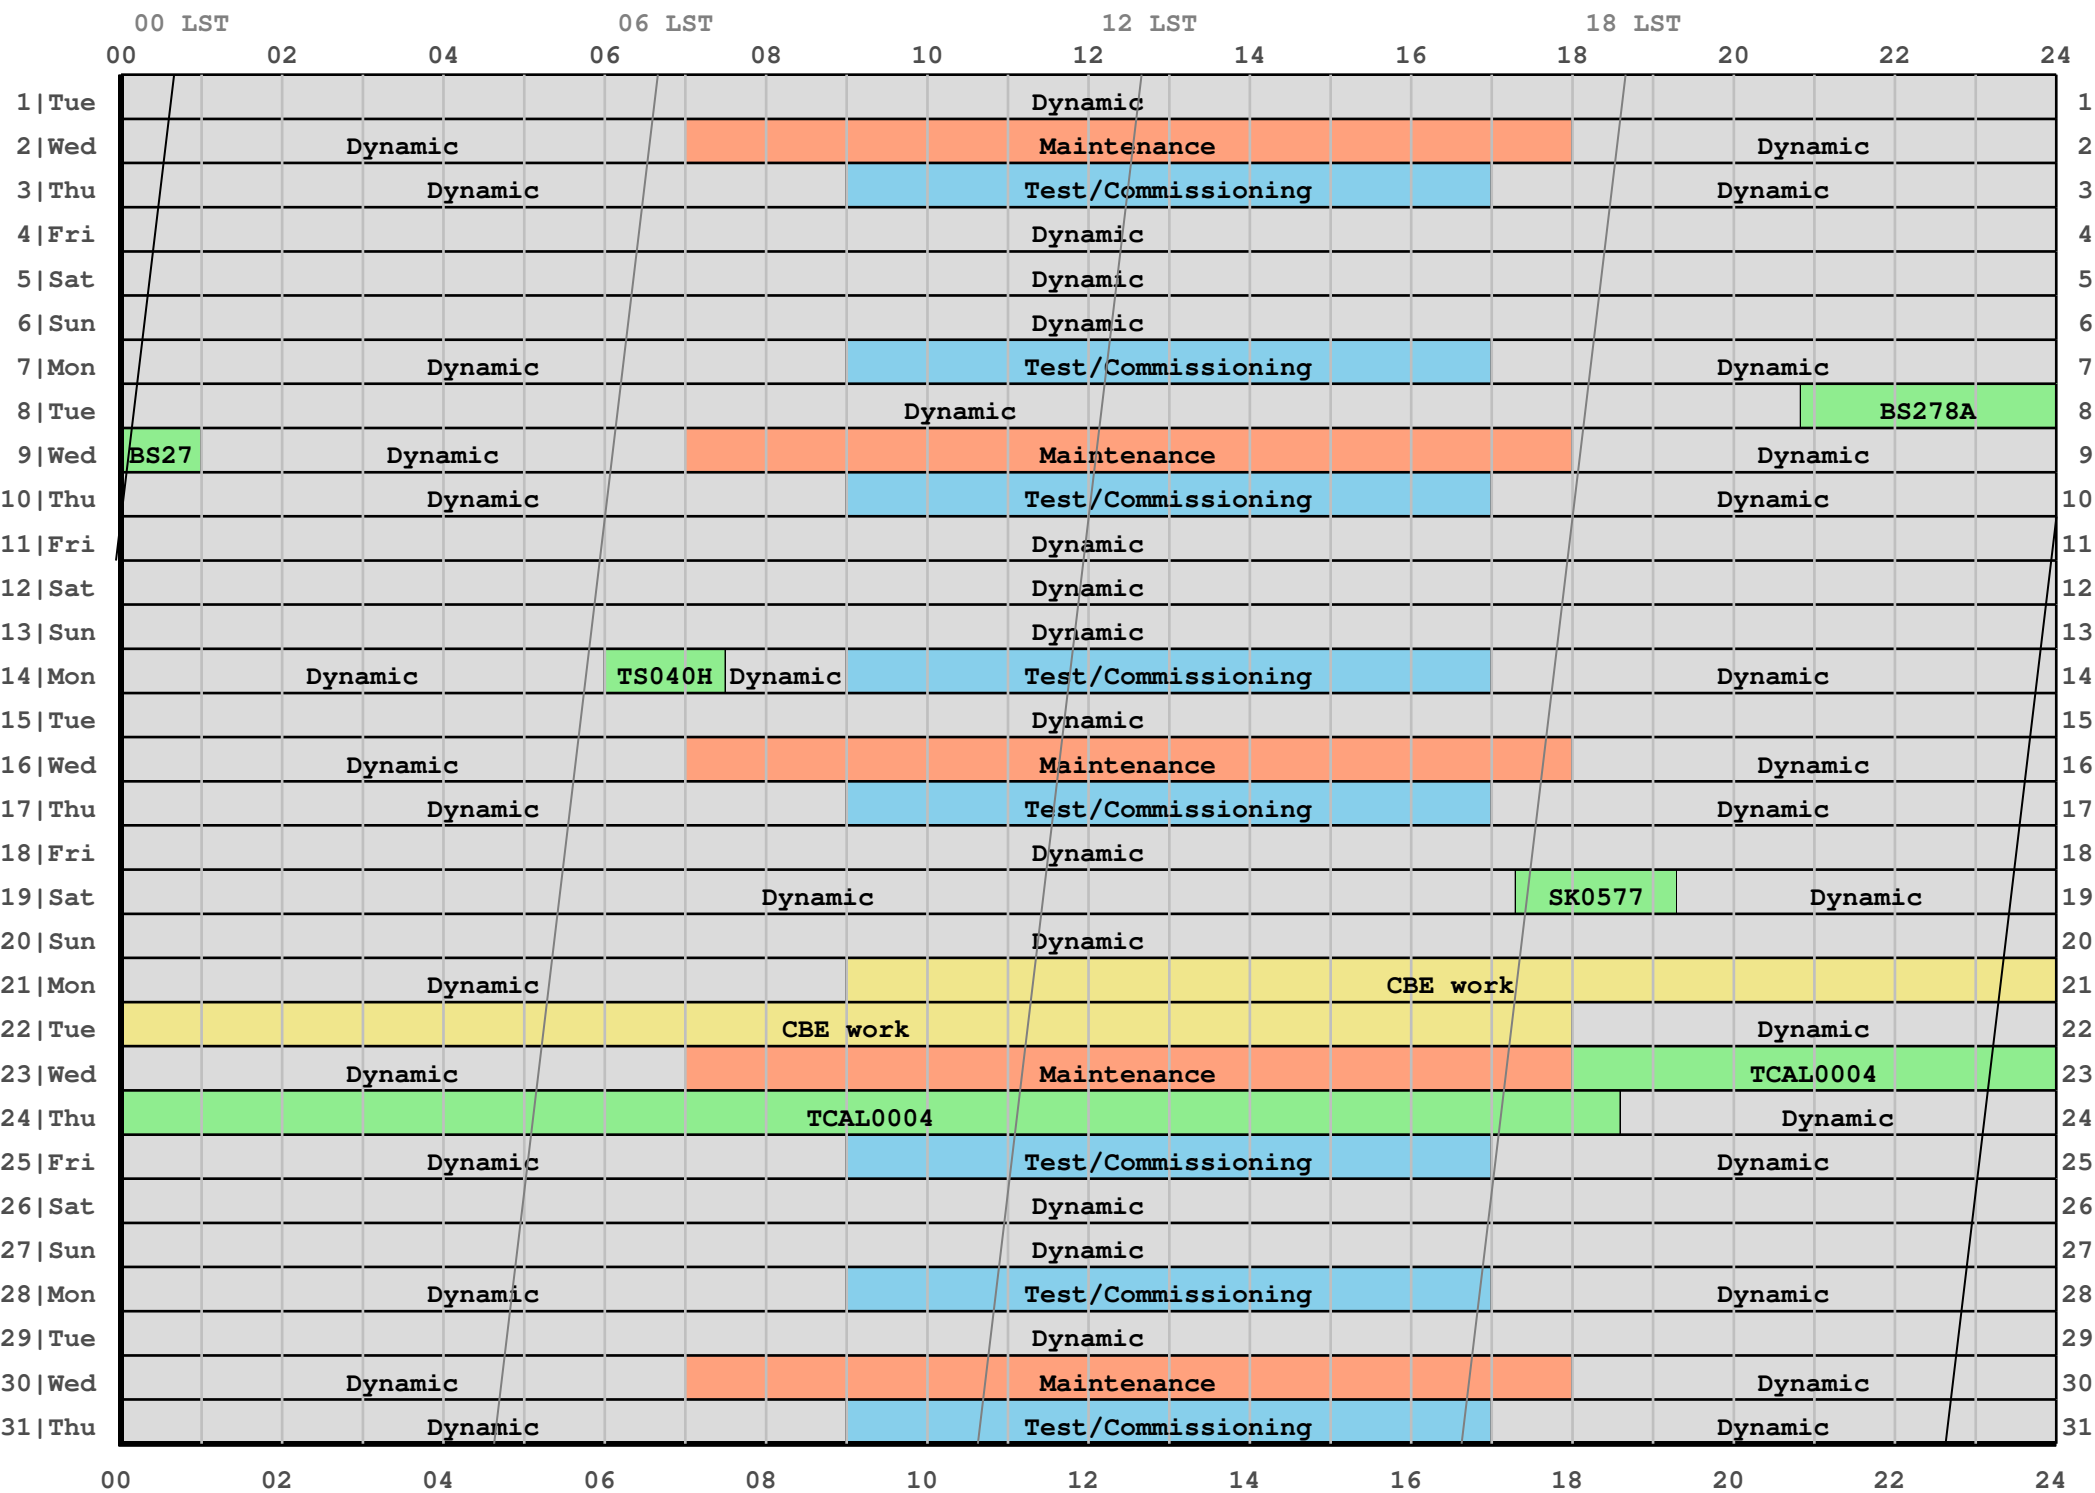 00 LST 06 LST 12 LST 18 LST
00 02 04 06 08 10 12 14 16 18 20 22 24
1|Tue Dynamic 1
2|Wed Dynamic Maintenance Dynamic 2
3|Thu Dynamic Test/Commissioning Dynamic 3
4|Fri Dynamic 4
5|Sat Dynamic 5
6|Sun Dynamic 6
7|Mon Dynamic Test/Commissioning Dynamic 7
8|Tue Dynamic BS278A 8
9|Wed BS27 Dynamic Maintenance Dynamic 9
10|Thu Dynamic Test/Commissioning Dynamic 10
11|Fri Dynamic 11
12|Sat Dynamic 12
13|Sun Dynamic 13
14|Mon Dynamic TS040H Dynamic Test/Commissioning Dynamic 14
15|Tue Dynamic 15
16|Wed Dynamic Maintenance Dynamic 16
17|Thu Dynamic Test/Commissioning Dynamic 17
18|Fri Dynamic 18
19|Sat Dynamic SK0577 Dynamic 19
20|Sun Dynamic 20
21|Mon Dynamic CBE work 21
22|Tue CBE work Dynamic 22
23|Wed Dynamic Maintenance TCAL0004 23
24|Thu TCAL0004 Dynamic 24
25|Fri Dynamic Test/Commissioning Dynamic 25
26|Sat Dynamic 26
27|Sun Dynamic 27
28|Mon Dynamic Test/Commissioning Dynamic 28
29|Tue Dynamic 29
30|Wed Dynamic Maintenance Dynamic 30
31|Thu Dynamic Test/Commissioning Dynamic 31
00 02 04 06 08 10 12 14 16 18 20 22 24